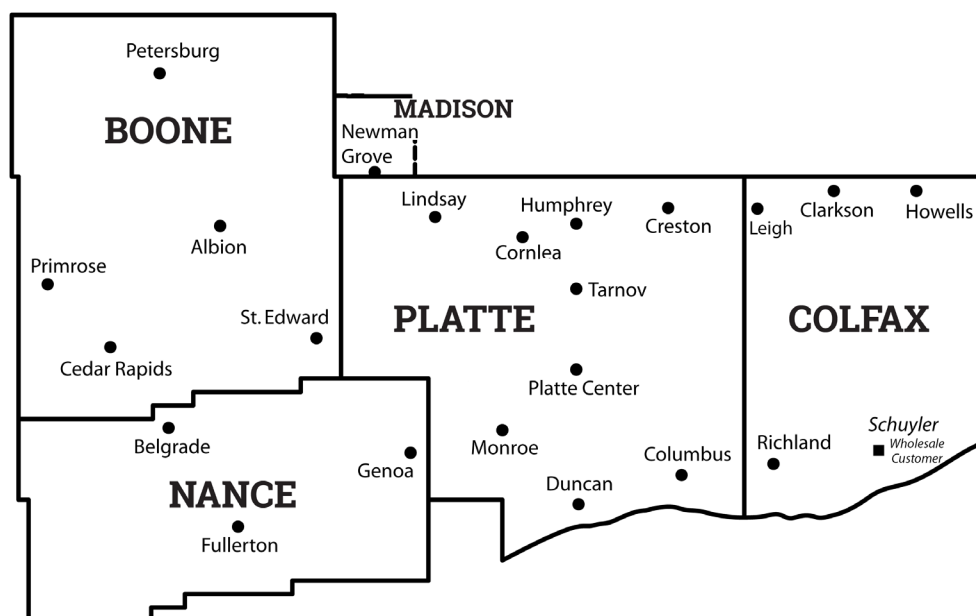 Petersburg
BOONE
MADISON
Newman
Grove
Lindsay
Humphrey
Creston
Leigh
Clarkson
Howells
Cornlea
Albion
Primrose
Tarnov
St. Edward
PLATTE
COLFAX
Cedar Rapids
Platte Center
Belgrade
Genoa
Monroe
Columbus
Richland
Schuyler
Wholesale
Customer
NANCE
Duncan
Fullerton